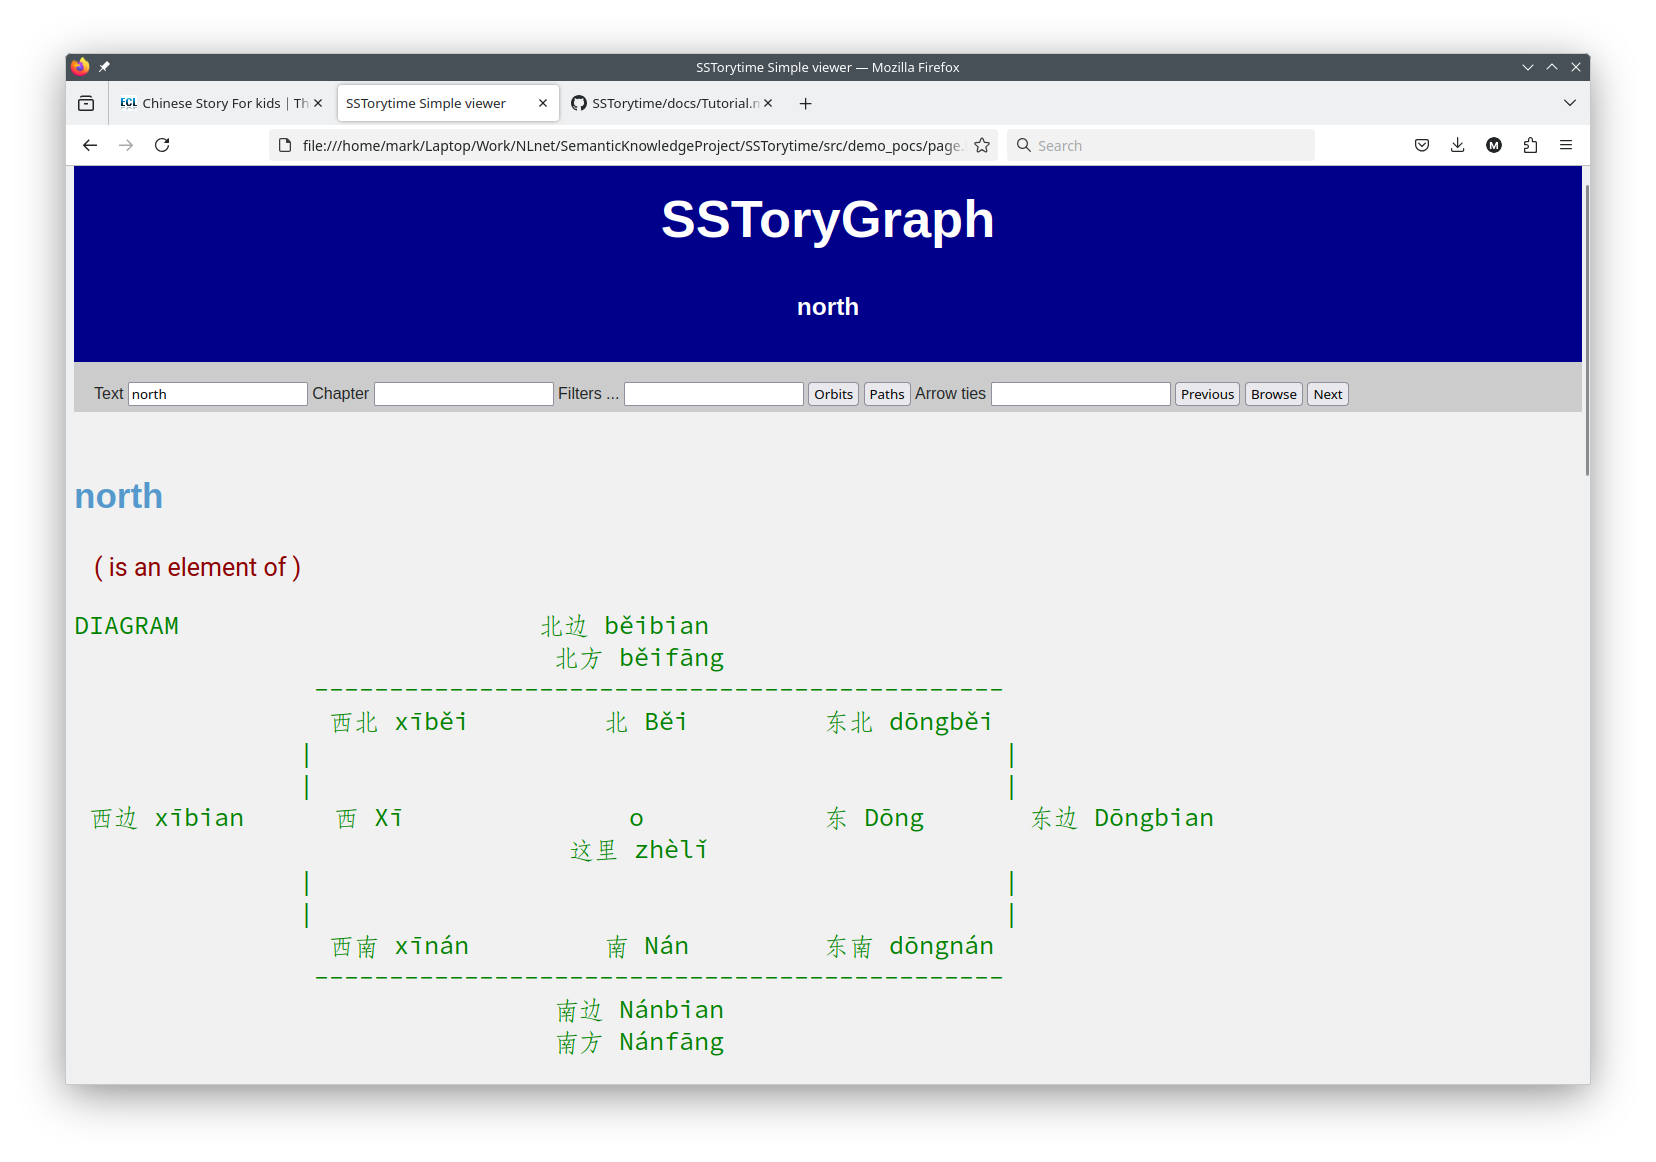 SSTorytime Simple viewer — Mozilla Firefox
ECL Chinese Story For kids | Th
SSTorytime Simple viewer
SSTorytime/docs/Tutorial.m
file:///home/mark/Laptop/Work/NLnet/SemanticKnowledgeProject/SSTorytime/src/demo_pocs/page.
Search
M
SSToryGraph
north
Text north Chapter Filters ... Orbits Paths Arrow ties Previous Browse Next
north
( is an element of )
DIAGRAM 北边 běibian
北方 běifāng
---------------------------------------------
西北 xīběi 北 Běi 东北 dōngběi
| |
| |
西边 xībian 西 Xī o 东 Dōng 东边 Dōngbian
这里 zhèlǐ
| |
| |
西南 xīnán 南 Nán 东南 dōngnán
---------------------------------------------
南边 Nánbian
南方 Nánfāng